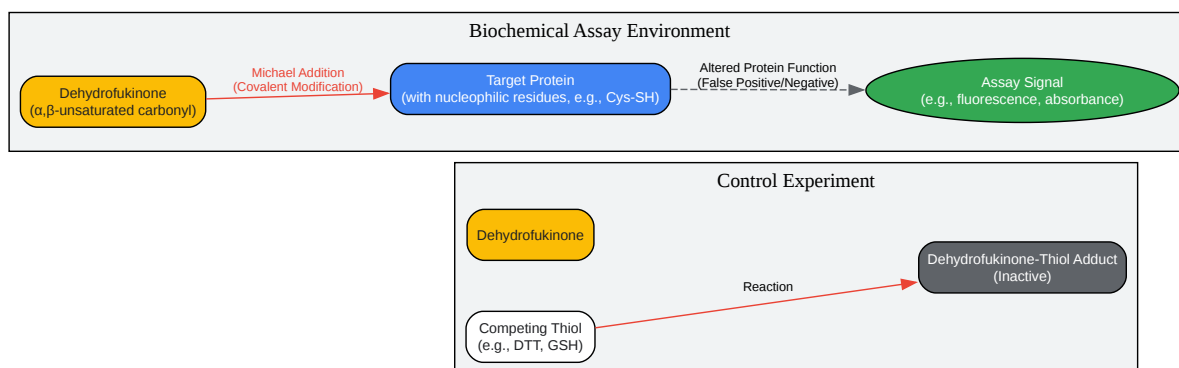 Biochemical Assay Environment
Dehydrofukinone
(α,β-unsaturated carbonyl)
Michael Addition
(Covalent Modification)
Target Protein
(with nucleophilic residues, e.g., Cys-SH)
Altered Protein Function
(False Positive/Negative)
Assay Signal
(e.g., fluorescence, absorbance)
Control Experiment
Dehydrofukinone
Competing Thiol
(e.g., DTT, GSH)
Reaction
Dehydrofukinone-Thiol Adduct
(Inactive)